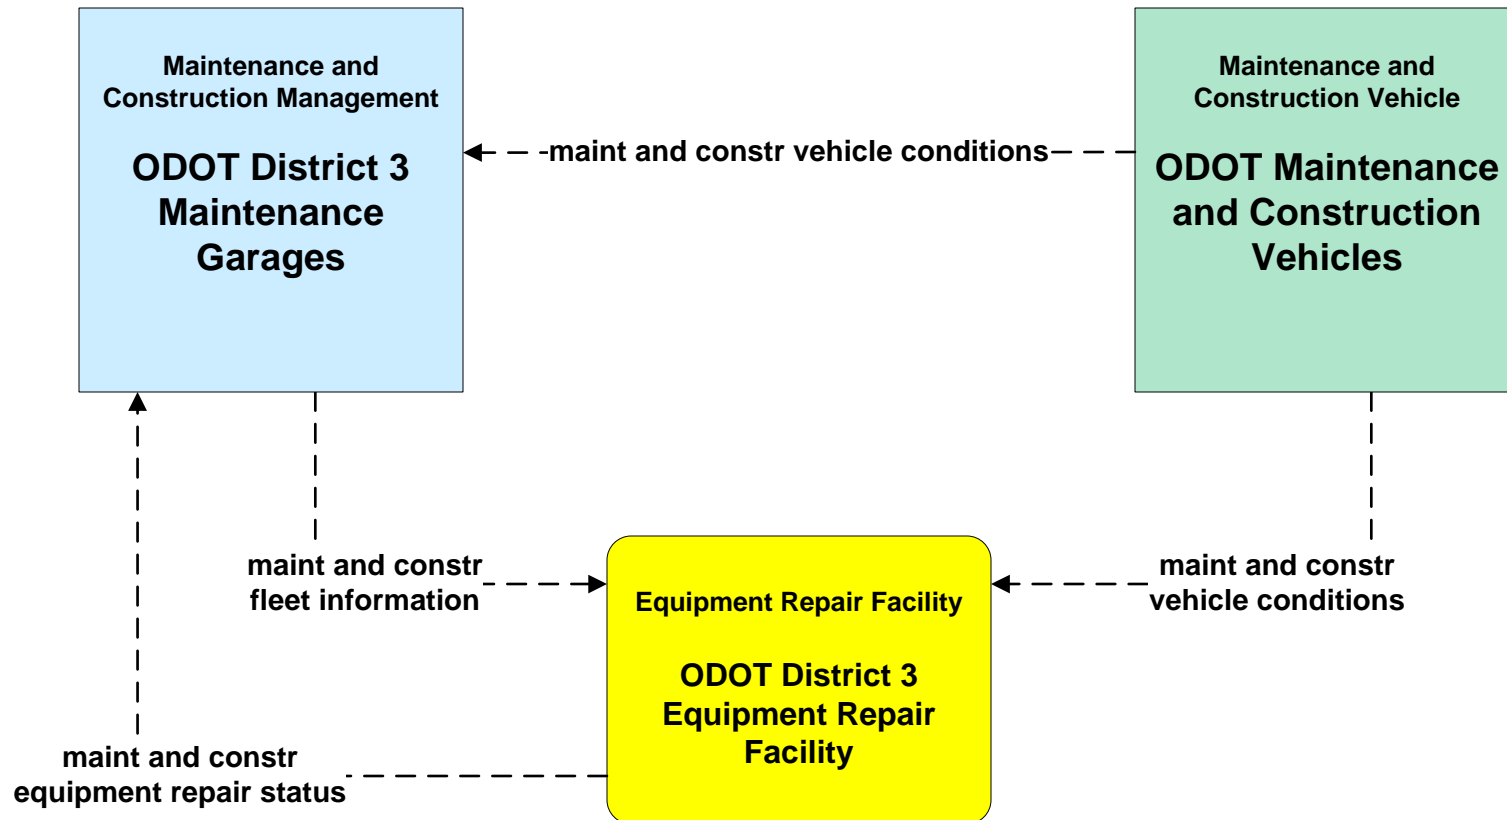 Maintenance and
Construction Management
ODOT District 3
Maintenance
Garages
maint and constr vehicle conditions
Maintenance and
Construction Vehicle
ODOT Maintenance
and Construction
Vehicles
maint and constr
fleet information
Equipment Repair Facility
ODOT District 3
Equipment Repair
Facility
maint and constr
vehicle conditions
maint and constr
equipment repair status